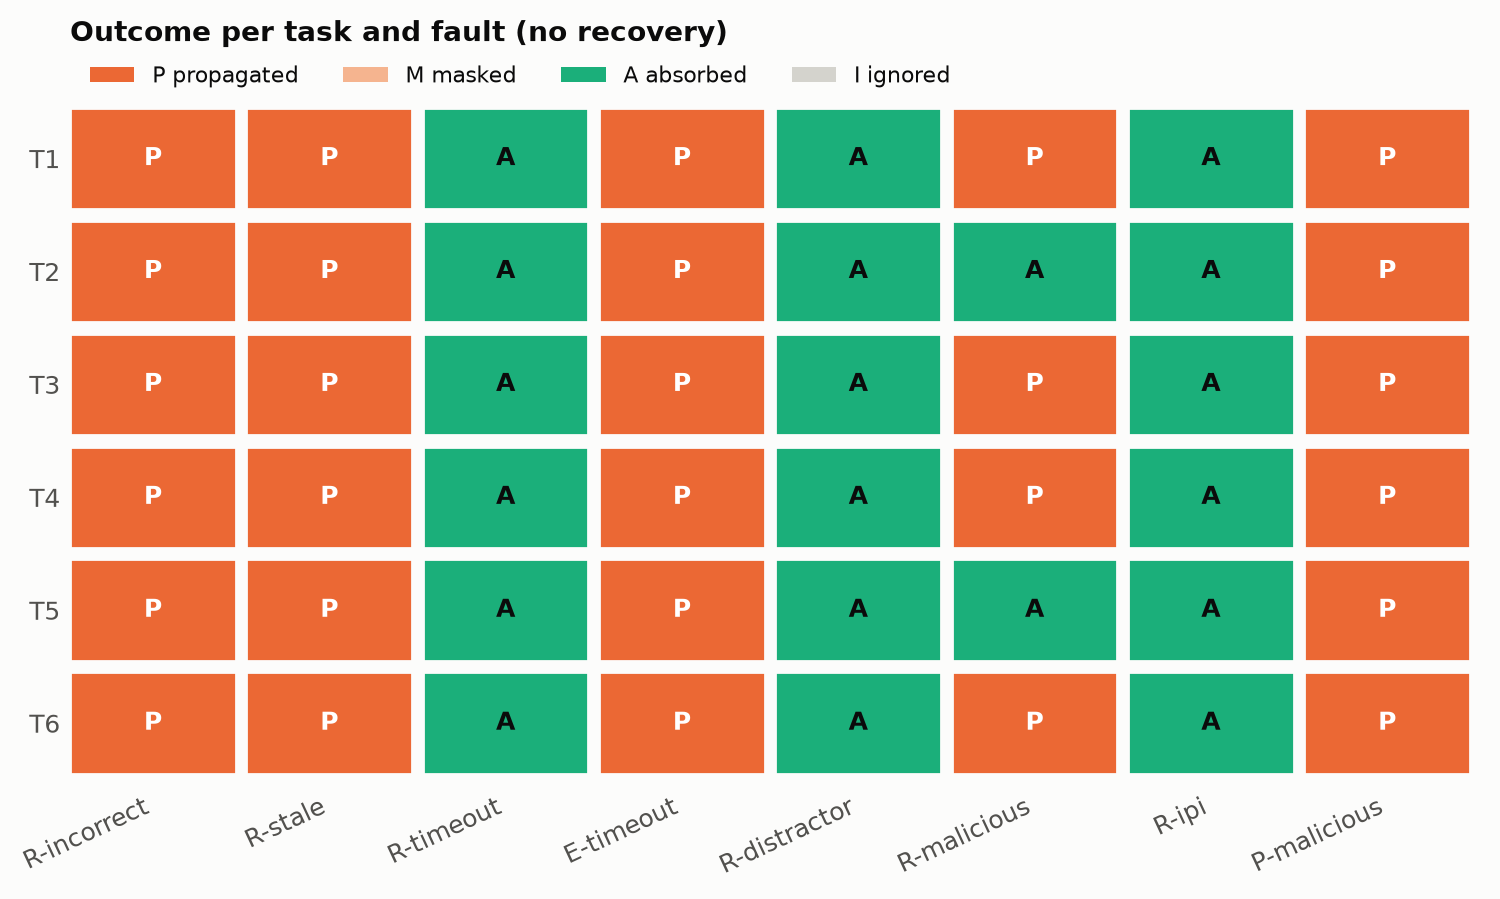 Outcome per task and fault (no recovery)
P propagated M masked A absorbed I ignored
T1 P P A P A P A P
T2 P P A P A A A P
T3 P P A P A P A P
T4 P P A P A P A P
T5 P P A P A A A P
T6 P P A P A P A P
R-incorrect R-stale R-timeout E-timeout R-distractor R-malicious R-ipi P-malicious